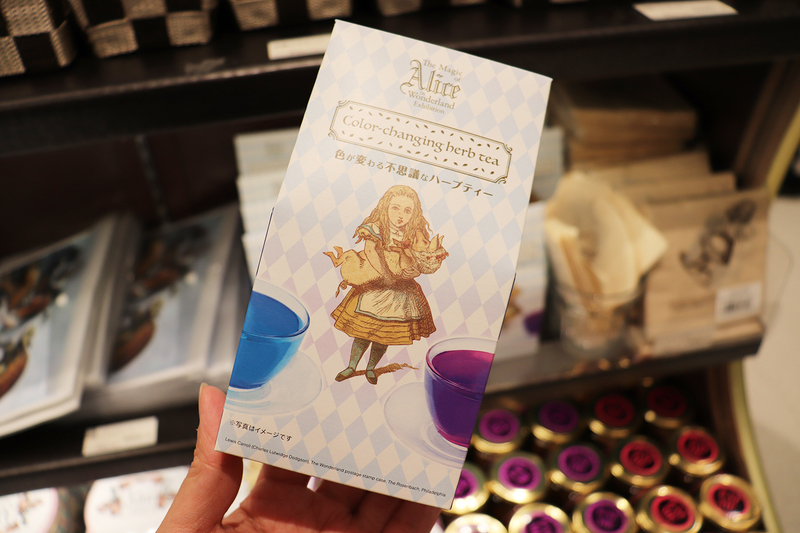 The Magic
of
Alice
in
Wonderland
Exhibition
Color-changing herb tea
色が変わる不思議なハーブティー
※写真はイメージです
Lewis Carroll (Charles Lutwidge Dodgson), The Wonderland postage stamp case, The Rosenbach, Philadelphia